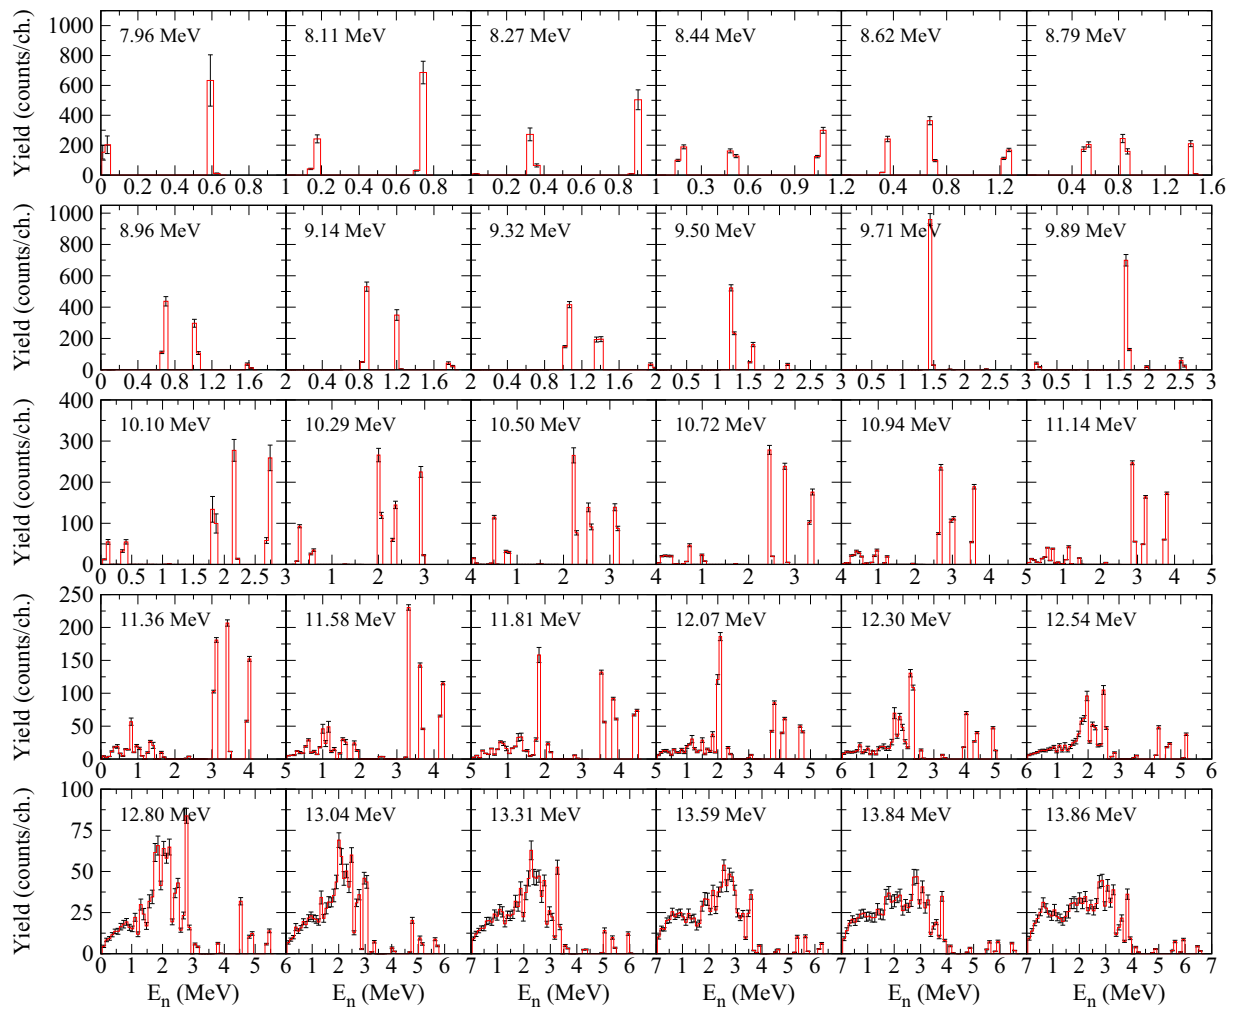 Yield (counts/ch.)
1100
1000
800
600
400
200
0
7.96 MeV
8.11 MeV
8.27 MeV
8.44 MeV
8.62 MeV
8.79 MeV
0.2 0.4 0.6 0.8 1
0.2 0.4 0.6 0.8
0.2 0.4 0.6 0.8 1
0.3 0.6 0.9 1.2
0.4 0.8 1.2
0.4 0.8 1.2 1.6
Yield (counts/ch.)
1000
800
600
400
200
0
8.96 MeV
9.14 MeV
9.32 MeV
9.50 MeV
9.71 MeV
9.89 MeV
0.4 0.8 1.2 1.6 2
0.4 0.8 1.2 1.6
0.4 0.8 1.2 1.6 2
0.5 1 1.5 2 2.5 3
0.5 1 1.5 2 2.5 3
0.5 1 1.5 2 2.5 3
Yield (counts/ch.)
400
300
200
100
0
10.10 MeV
10.29 MeV
10.50 MeV
10.72 MeV
10.94 MeV
11.14 MeV
0 0.5 1 1.5 2 2.5 3
1 2 3 4
1 2 3 4
1 2 3 4
1 2 3 4 5
1 2 3 4 5
Yield (counts/ch.)
250
200
150
100
50
0
11.36 MeV
11.58 MeV
11.81 MeV
12.07 MeV
12.30 MeV
12.54 MeV
0 1 2 3 4 5
1 2 3 4
1 2 3 4 5
1 2 3 4 5 6
1 2 3 4 5 6
1 2 3 4 5 6
Yield (counts/ch.)
100
75
50
25
0
12.80 MeV
13.04 MeV
13.31 MeV
13.59 MeV
13.84 MeV
13.86 MeV
0 1 2 3 4 5 6
1 2 3 4 5 6 7
1 2 3 4 5 6
1 2 3 4 5 6 7
1 2 3 4 5 6 7
1 2 3 4 5 6 7
E_n (MeV)
E_n (MeV)
E_n (MeV)
E_n (MeV)
E_n (MeV)
E_n (MeV)